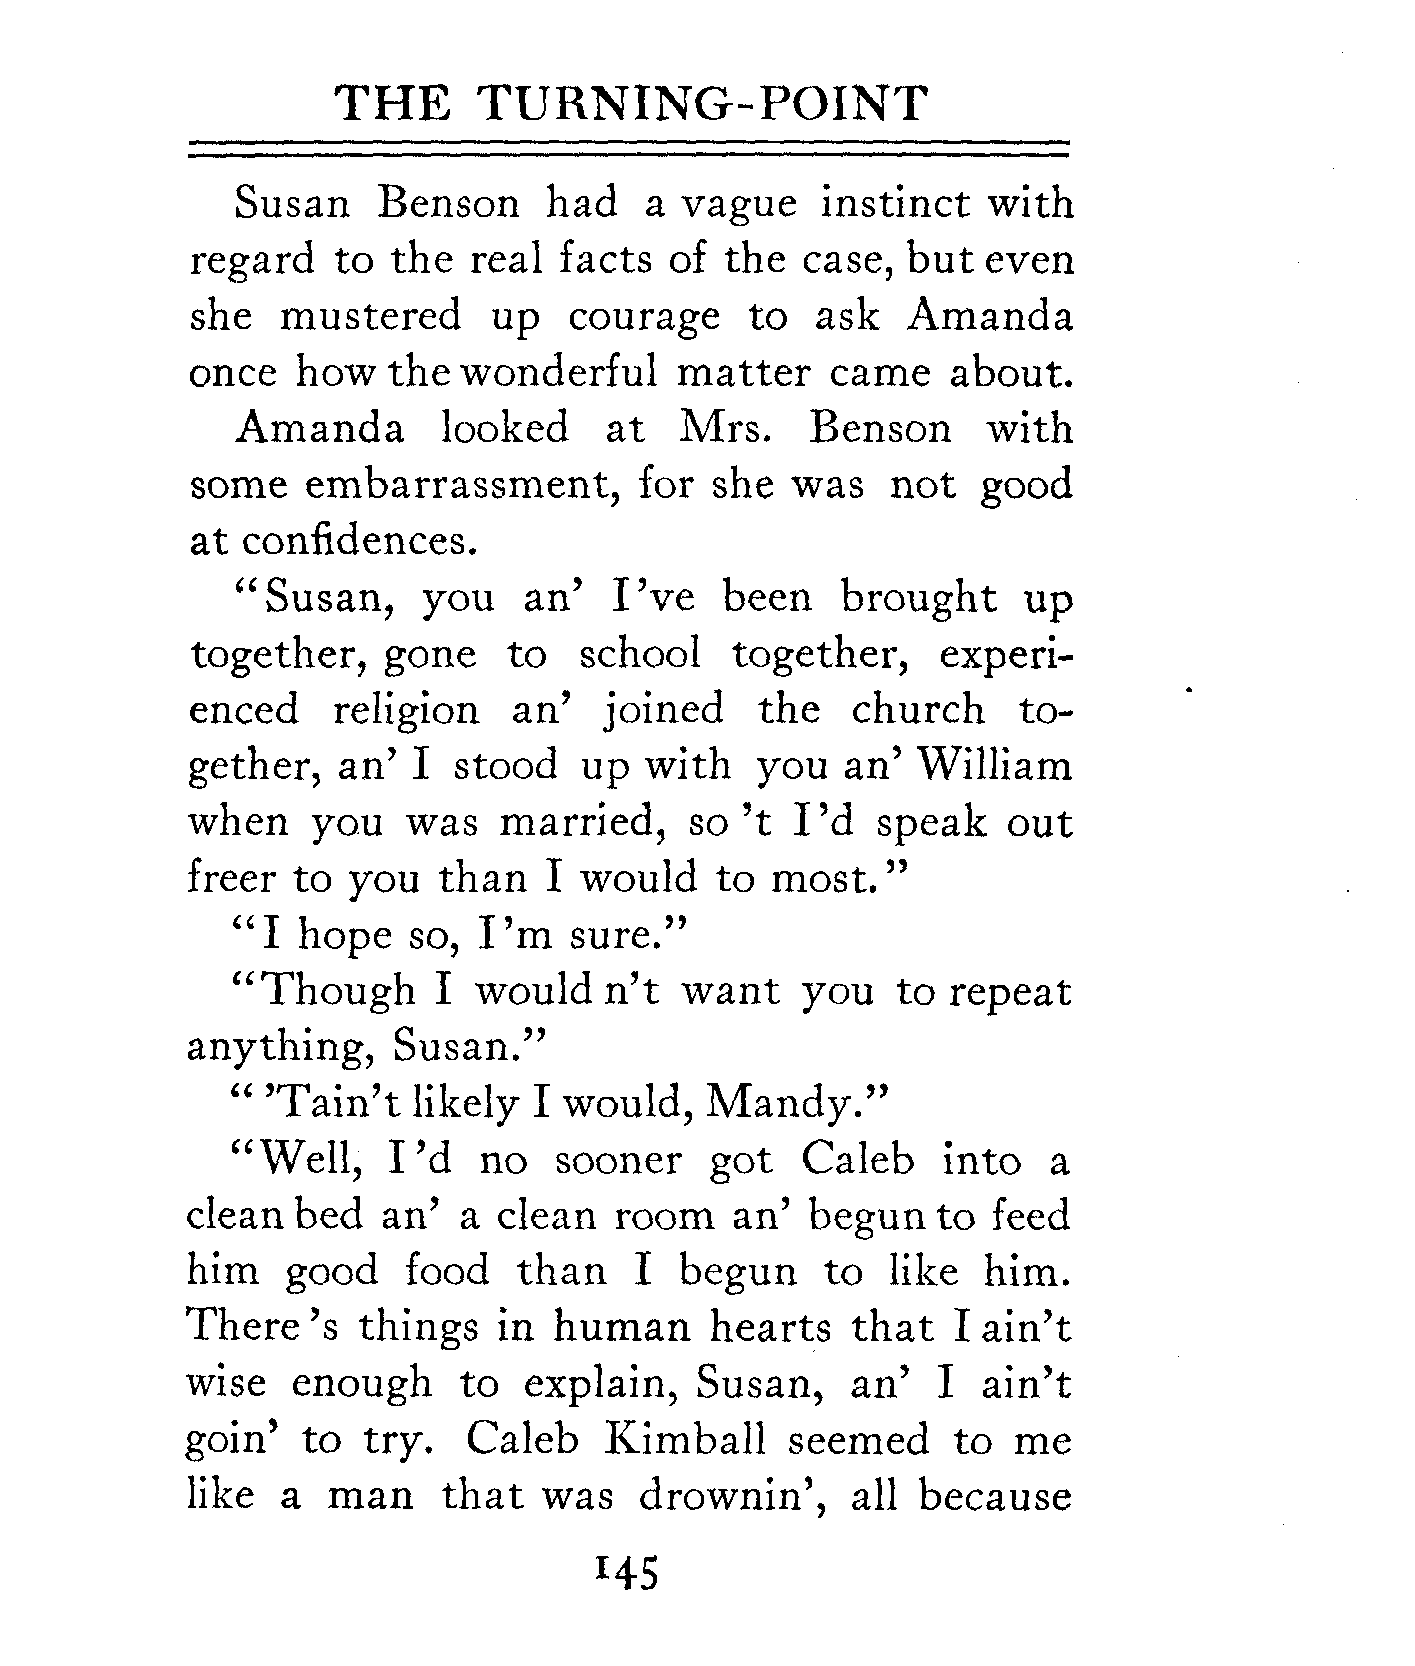 THE TURNING-POINT
Susan Benson had a vague instinct with
regard to the real facts of the case, but even
she mustered up courage to ask Amanda
once how the wonderful matter came about.
Amanda looked at Mrs. Benson with
some embarrassment, for she was not good
at confidences.
“Susan, you an’ I’ve been brought up
together, gone to school together, experi-
enced religion an’ joined the church to-
gether, an’ I stood up with you an’ William
when you was married, so ’t I’d speak out
freer to you than I would to most.”
“I hope so, I’m sure.”
“Though I would n’t want you to repeat
anything, Susan.”
“’Tain’t likely I would, Mandy.”
“Well, I’d no sooner got Caleb into a
clean bed an’ a clean room an’ begun to feed
him good food than I begun to like him.
There’s things in human hearts that I ain’t
wise enough to explain, Susan, an’ I ain’t
goin’ to try. Caleb Kimball seemed to me
like a man that was drownin’, all because
145